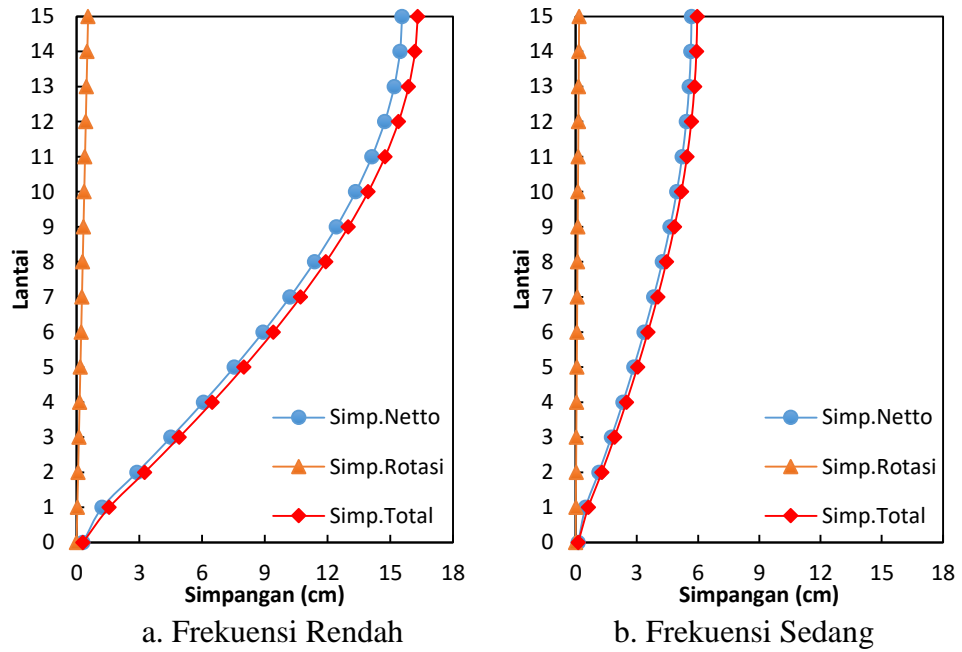 15
14
13
12
11
10
9
8
7
6
5
4
3
2
1
0
Lantai
Simp.Netto
Simp.Rotasi
Simp.Total
0 3 6 9 12 15 18
Simpangan (cm)
a. Frekuensi Rendah
15
14
13
12
11
10
9
8
7
6
5
4
3
2
1
0
Lantai
Simp.Netto
Simp.Rotasi
Simp.Total
0 3 6 9 12 15 18
Simpangan (cm)
b. Frekuensi Sedang